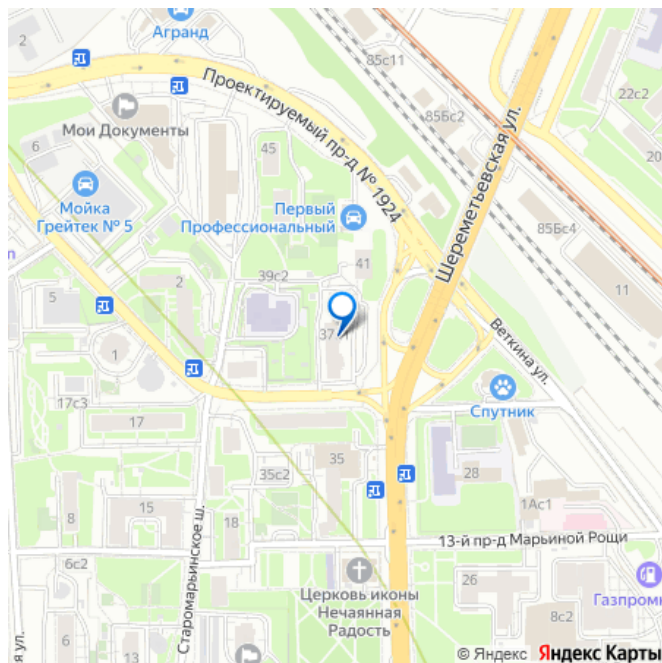 2
Агранд
85с11
22с2
Мои Документы
Проектируемый пр-д № 1924
85Бс2
Шереметьевская ул.
20
6
45
Мойка
Грейтек № 5
Первый
Профессиональный
85Бс4
41
39с2
2
11
5
37
1
Веткина ул.
17с3
Спутник
17
35
35с2
28
1Ас1
15
8
18
Старомарьинское ш.
13-й пр-д Марьиной Рощи
6с2
26
Церковь иконы
Нечаянная
Радость
Газпромн
8с2
6
13
ул.
© Яндекс Яндекс Карты